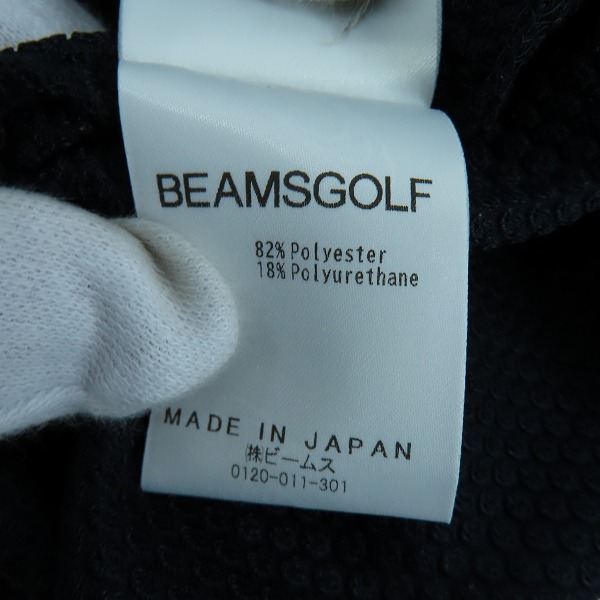 BEAMSGOLF
82% Polyester
18% Polyurethane
MADE IN JAPAN
㈱ビームス
0120-011-301